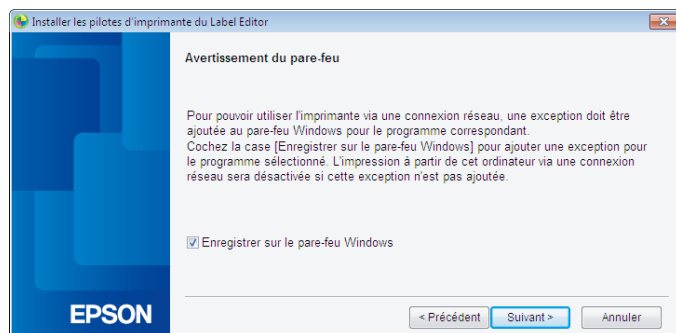 Installer les pilotes d'imprimante du Label Editor
Avertissement du pare-feu
Pour pouvoir utiliser l'imprimante via une connexion réseau, une exception doit être
ajoutée au pare-feu Windows pour le programme correspondant.
Cochez la case [Enregistrer sur le pare-feu Windows] pour ajouter une exception pour
le programme sélectionné. L'impression à partir de cet ordinateur via une connexion
réseau sera désactivée si cette exception n'est pas ajoutée.
Enregistrer sur le pare-feu Windows
EPSON
< Précédent
Suivant >
Annuler